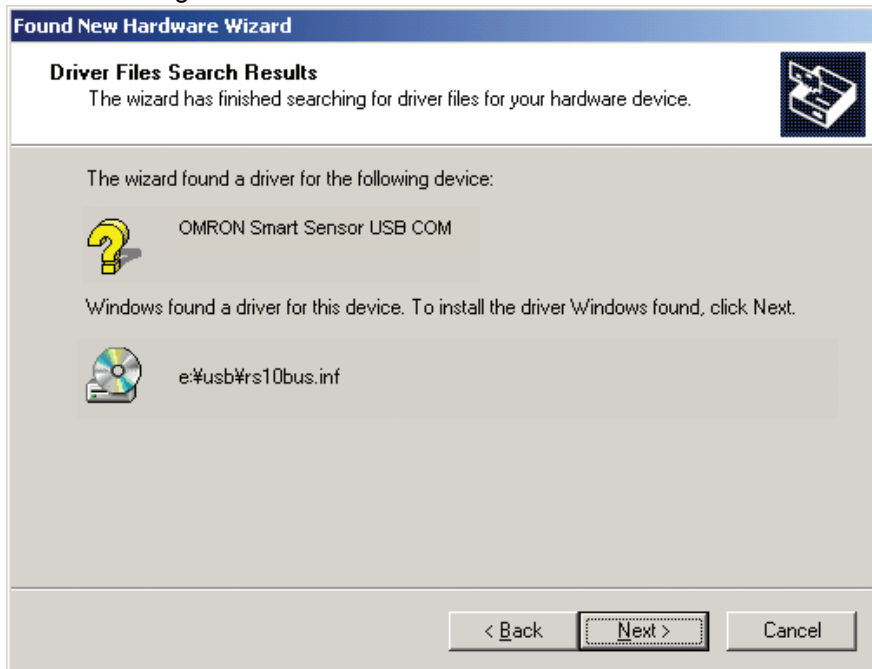 Found New Hardware Wizard
Driver Files Search Results
The wizard has finished searching for driver files for your hardware device.
The wizard found a driver for the following device:
OMRON Smart Sensor USB COM
Windows found a driver for this device. To install the driver Windows found, click Next.
e:¥usb¥rs10bus.inf
< Back Next > Cancel